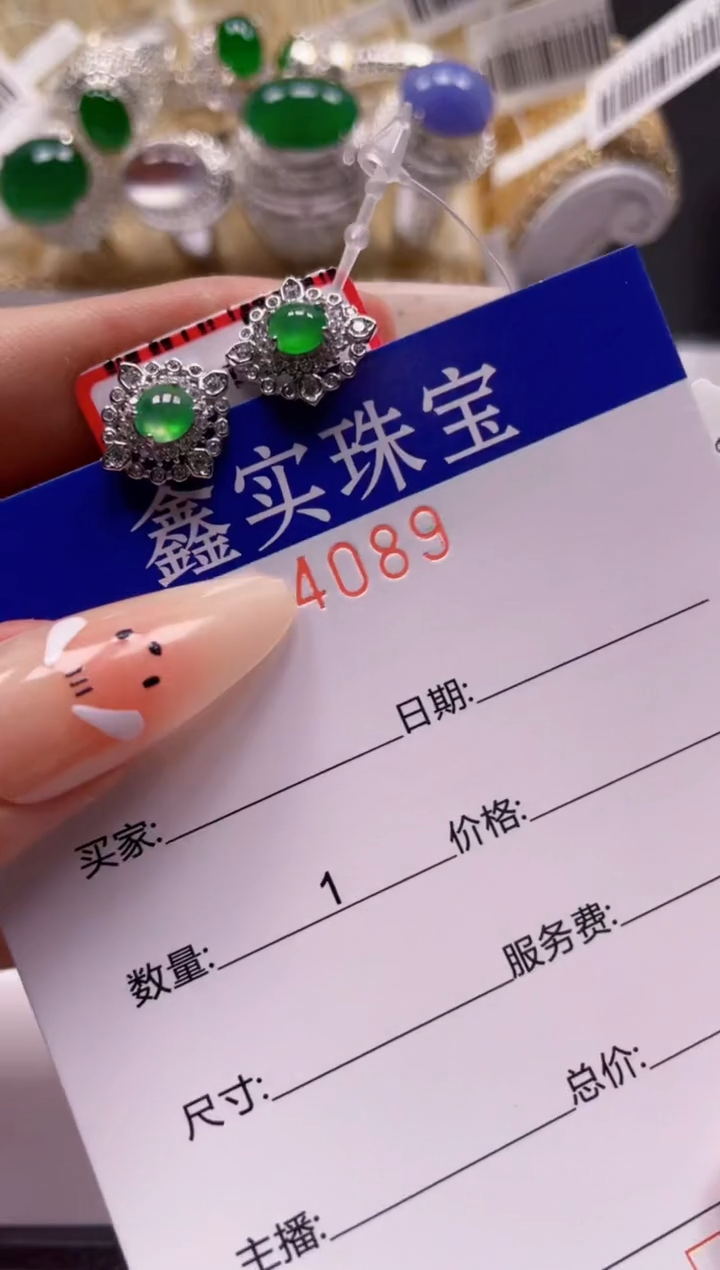 鑫实珠宝
4089
买家: 日期:
数量: 1 价格:
尺寸: 服务费:
主播: 总价: